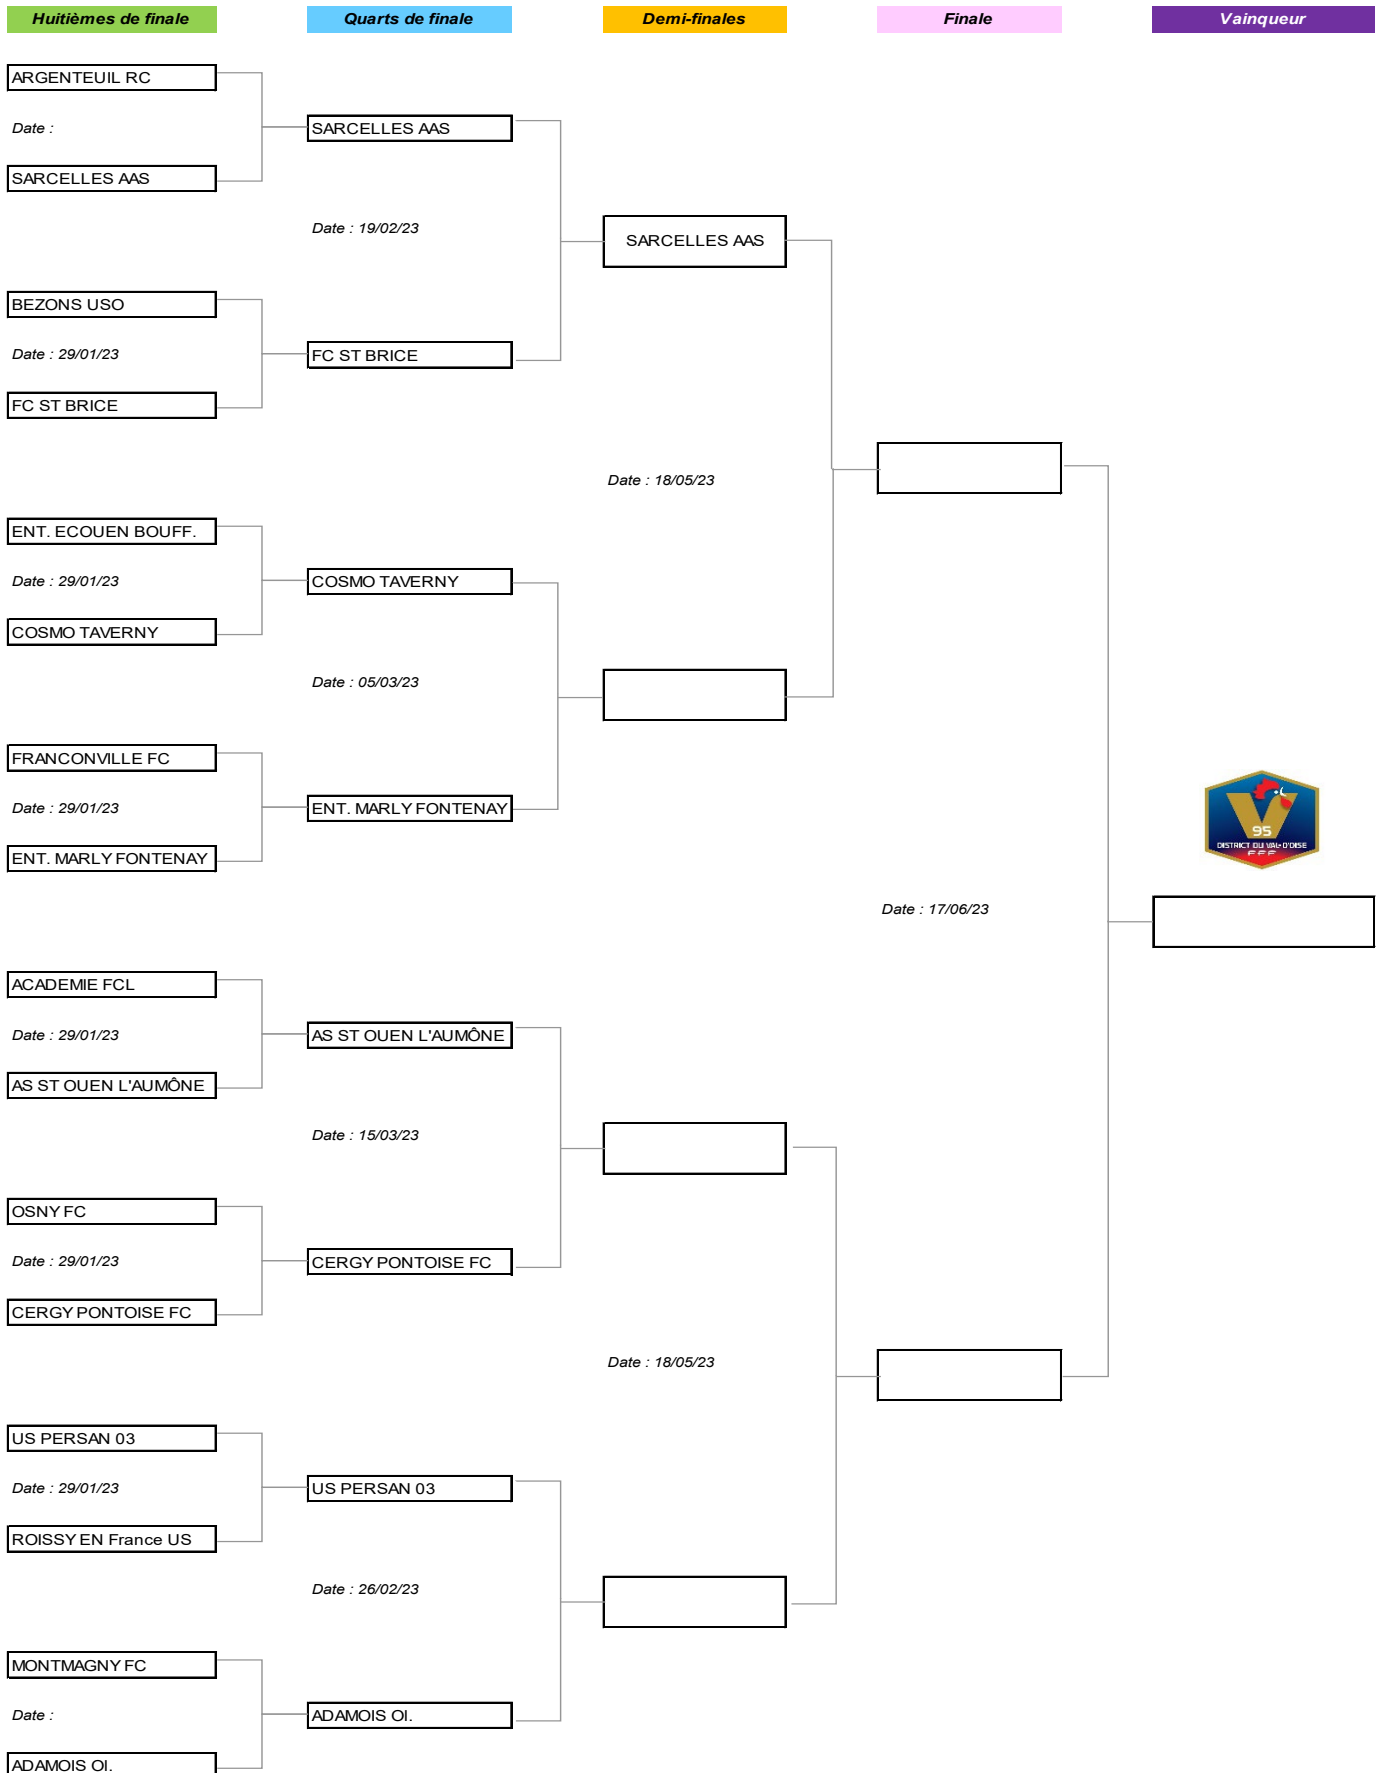 Huitièmes de finale
Quarts de finale
Demi-finales
Finale
Vainqueur
ARGENTEUIL RC
Date :
SARCELLES AAS
SARCELLES AAS
Date : 19/02/23
SARCELLES AAS
BEZONS USO
Date : 29/01/23
FC ST BRICE
FC ST BRICE
Date : 18/05/23
ENT. ECOUEN BOUFF.
Date : 29/01/23
COSMO TAVERNY
COSMO TAVERNY
Date : 05/03/23
FRANCONVILLE FC
Date : 29/01/23
ENT. MARLY FONTENAY
ENT. MARLY FONTENAY
95
DISTRICT DU VAL-D'OISE
FFF
Date : 17/06/23
ACADEMIE FCL
Date : 29/01/23
AS ST OUEN L'AUMÔNE
AS ST OUEN L'AUMÔNE
Date : 15/03/23
OSNY FC
Date : 29/01/23
CERGY PONTOISE FC
CERGY PONTOISE FC
Date : 18/05/23
US PERSAN 03
Date : 29/01/23
US PERSAN 03
ROISSY EN France US
Date : 26/02/23
MONTMAGNY FC
Date :
ADAMOIS OI.
ADAMOIS OI.